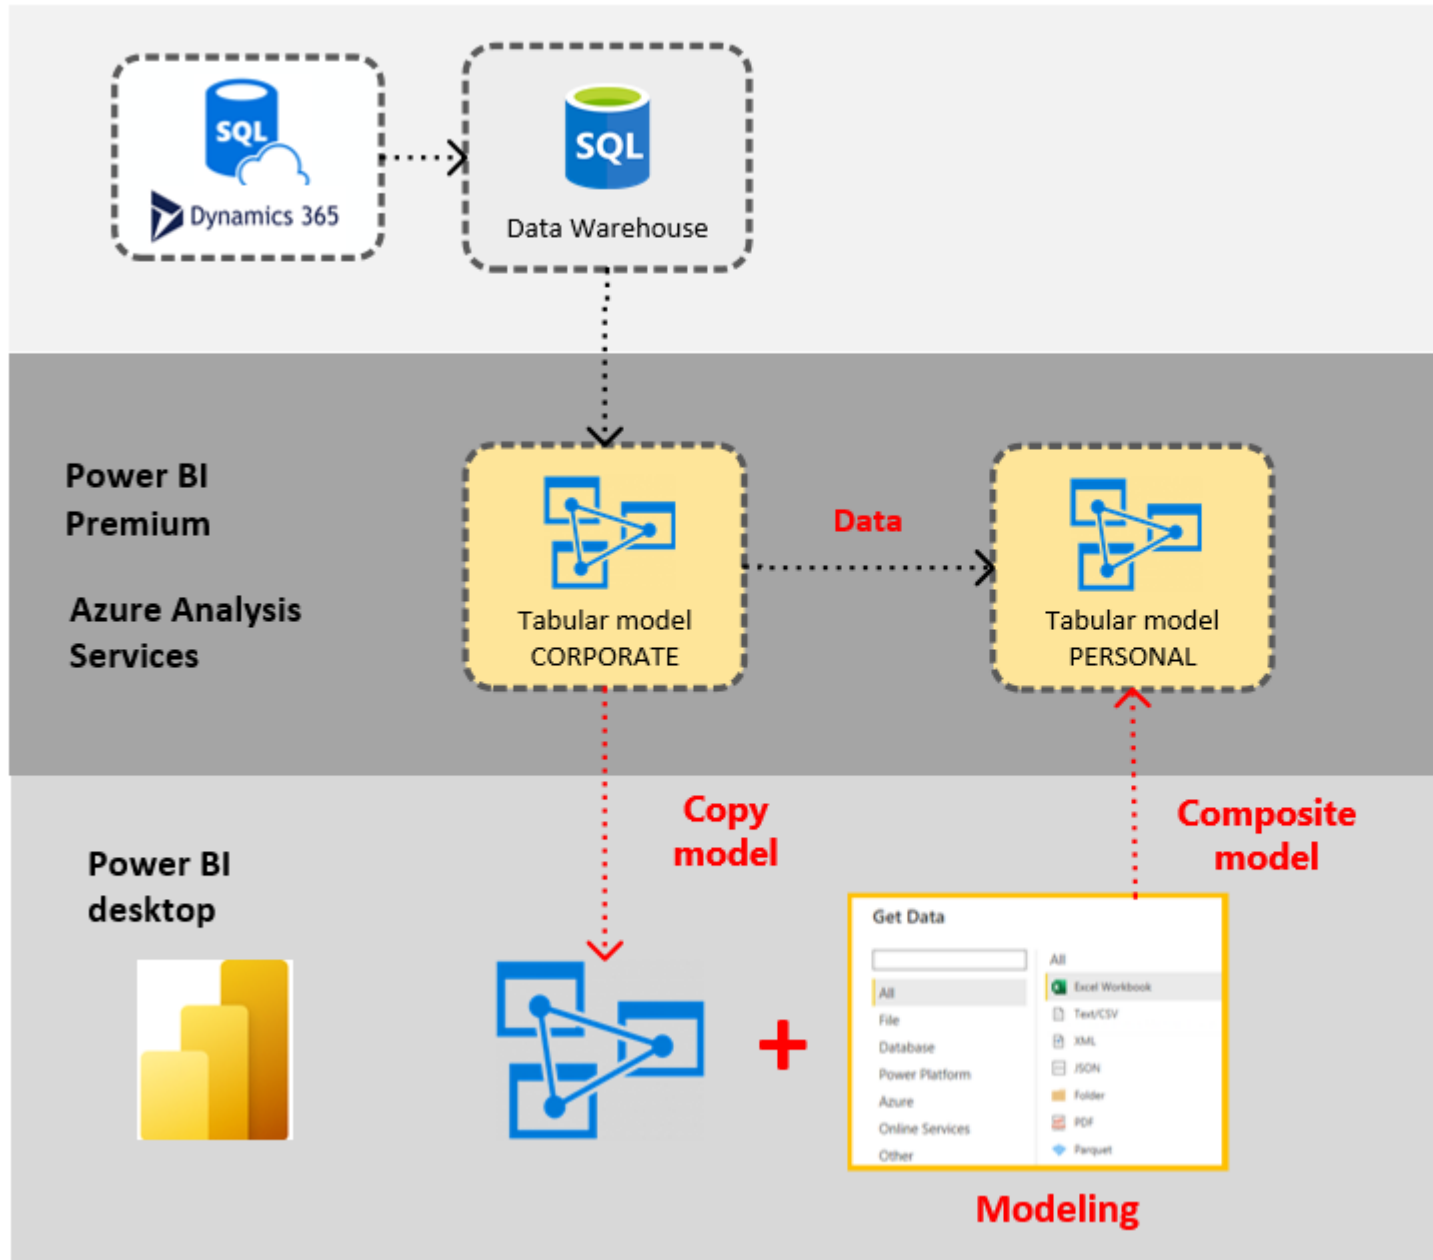 SQL
Dynamics 365
SQL
Data Warehouse
Power BI
Premium
Azure Analysis
Services
Tabular model
CORPORATE
Data
Tabular model
PERSONAL
Copy
model
Composite
model
Power BI
desktop
Get Data
All
File
Database
Power Platform
Azure
Online Services
Other
All
Excel Workbook
Text/CSV
XML
JSON
Folder
PDF
Parquet
+
Modeling